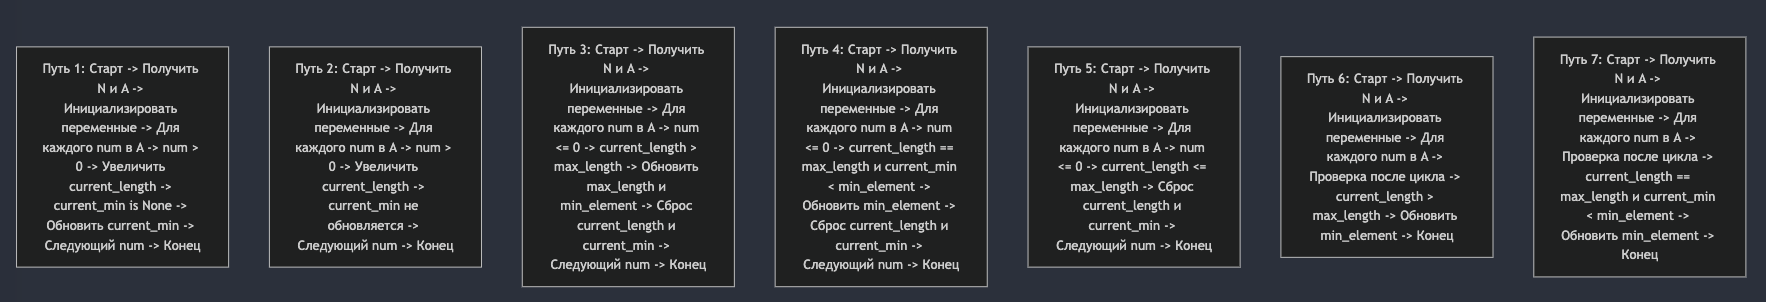 Путь 1: Старт -> Получить
N и A ->
Инициализировать
переменные -> Для
каждого num в A -> num >
0 -> Увеличить
current_length ->
current_min is None ->
Обновить current_min ->
Следующий num -> Конец
Путь 2: Старт -> Получить
N и A ->
Инициализировать
переменные -> Для
каждого num в A -> num >
0 -> Увеличить
current_length ->
current_min не
обновляется ->
Следующий num -> Конец
Путь 3: Старт -> Получить
N и A ->
Инициализировать
переменные -> Для
каждого num в A -> num
<= 0 -> current_length >
max_length -> Обновить
max_length и
min_element -> Сброс
current_length и
current_min ->
Следующий num -> Конец
Путь 4: Старт -> Получить
N и A ->
Инициализировать
переменные -> Для
каждого num в A -> num
<= 0 -> current_length ==
max_length и current_min
< min_element ->
Обновить min_element ->
Сброс current_length и
current_min ->
Следующий num -> Конец
Путь 5: Старт -> Получить
N и A ->
Инициализировать
переменные -> Для
каждого num в A -> num
<= 0 -> current_length <=
max_length -> Сброс
current_length и
current_min ->
Следующий num -> Конец
Путь 6: Старт -> Получить
N и A ->
Инициализировать
переменные -> Для
каждого num в A ->
Проверка после цикла ->
current_length >
max_length -> Обновить
min_element -> Конец
Путь 7: Старт -> Получить
N и A ->
Инициализировать
переменные -> Для
каждого num в A ->
Проверка после цикла ->
current_length ==
max_length и current_min
< min_element ->
Обновить min_element ->
Конец